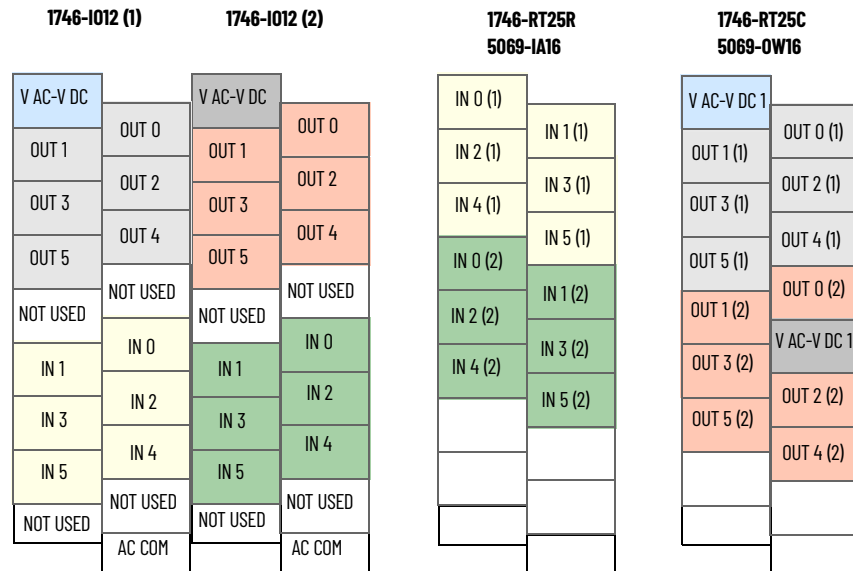 1746-IO12 (1)
1746-IO12 (2)
1746-RT25R
5069-IA16
1746-RT25C
5069-OW16
V AC-V DC
OUT 0
OUT 1
OUT 2
OUT 3
OUT 4
OUT 5
NOT USED
NOT USED
IN 0
IN 1
IN 2
IN 3
IN 4
IN 5
NOT USED
NOT USED
AC COM
V AC-V DC
OUT 0
OUT 1
OUT 2
OUT 3
OUT 4
OUT 5
NOT USED
NOT USED
IN 0
IN 1
IN 2
IN 3
IN 4
IN 5
NOT USED
NOT USED
AC COM
IN 0 (1)
IN 1 (1)
IN 2 (1)
IN 3 (1)
IN 4 (1)
IN 5 (1)
IN 0 (2)
IN 1 (2)
IN 2 (2)
IN 3 (2)
IN 4 (2)
IN 5 (2)
V AC-V DC 1
OUT 0 (1)
OUT 1 (1)
OUT 2 (1)
OUT 3 (1)
OUT 4 (1)
OUT 5 (1)
OUT 0 (2)
OUT 1 (2)
V AC-V DC 1
OUT 3 (2)
OUT 2 (2)
OUT 5 (2)
OUT 4 (2)